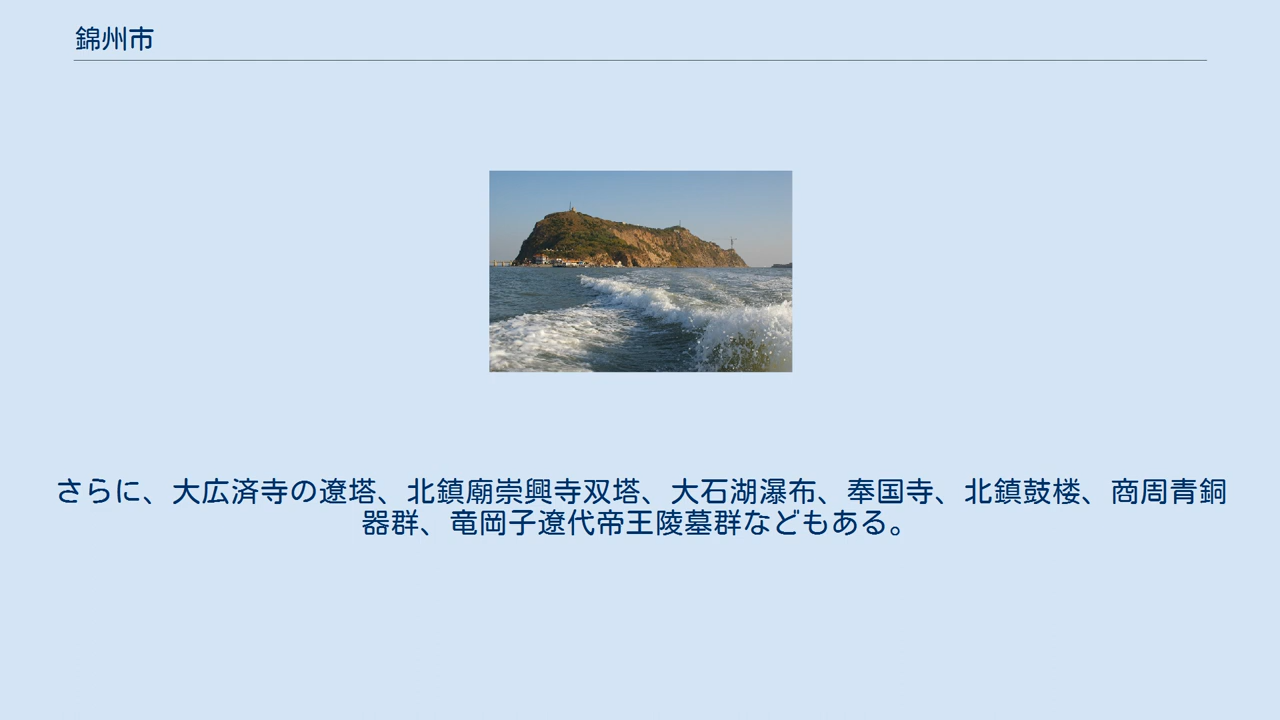 錦州市
さらに、大広済寺の遼塔、北鎮廟崇興寺双塔、大石湖瀑布、奉国寺、北鎮鼓楼、商周青銅
器群、竜岡子遼代帝王陵墓群などもある。